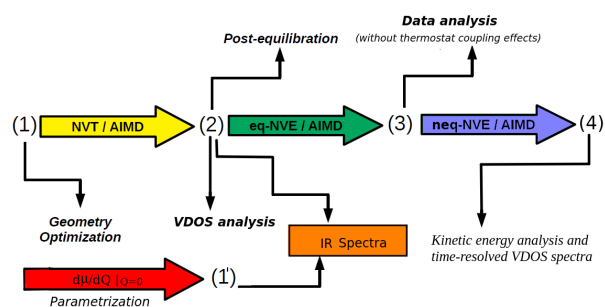 Data analysis
(without thermostat coupling effects)
Post-equilibration
(1)
NVT / AIMD
(2)
eq-NVE / AIMD
(3)
neq-NVE / AIMD
(4)
Geometry
Optimization
VDOS analysis
IR Spectra
Kinetic energy analysis and
time-resolved VDOS spectra
dμ/dQ |Q=0
(1')
Parametrization